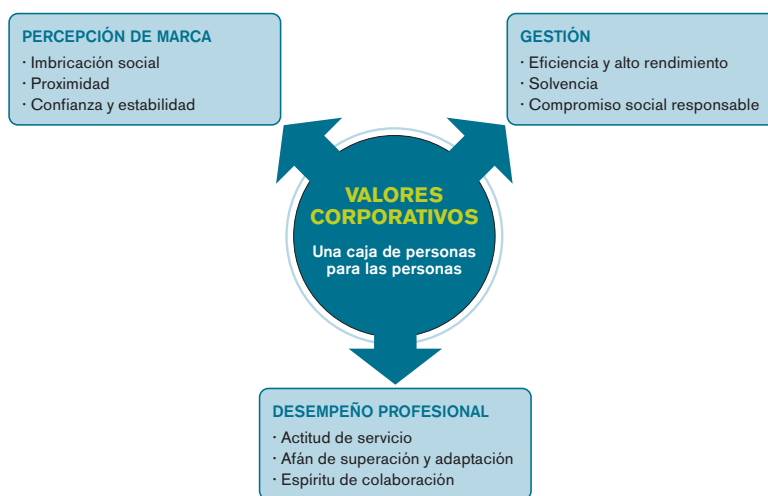 PERCEPCIÓN DE MARCA
· Imbricación social
· Proximidad
· Confianza y estabilidad
GESTIÓN
· Eficiencia y alto rendimiento
· Solvencia
· Compromiso social responsable
VALORES
CORPORATIVOS
Una caja de personas
para las personas
DESEMPEÑO PROFESIONAL
· Actitud de servicio
· Afán de superación y adaptación
· Espíritu de colaboración